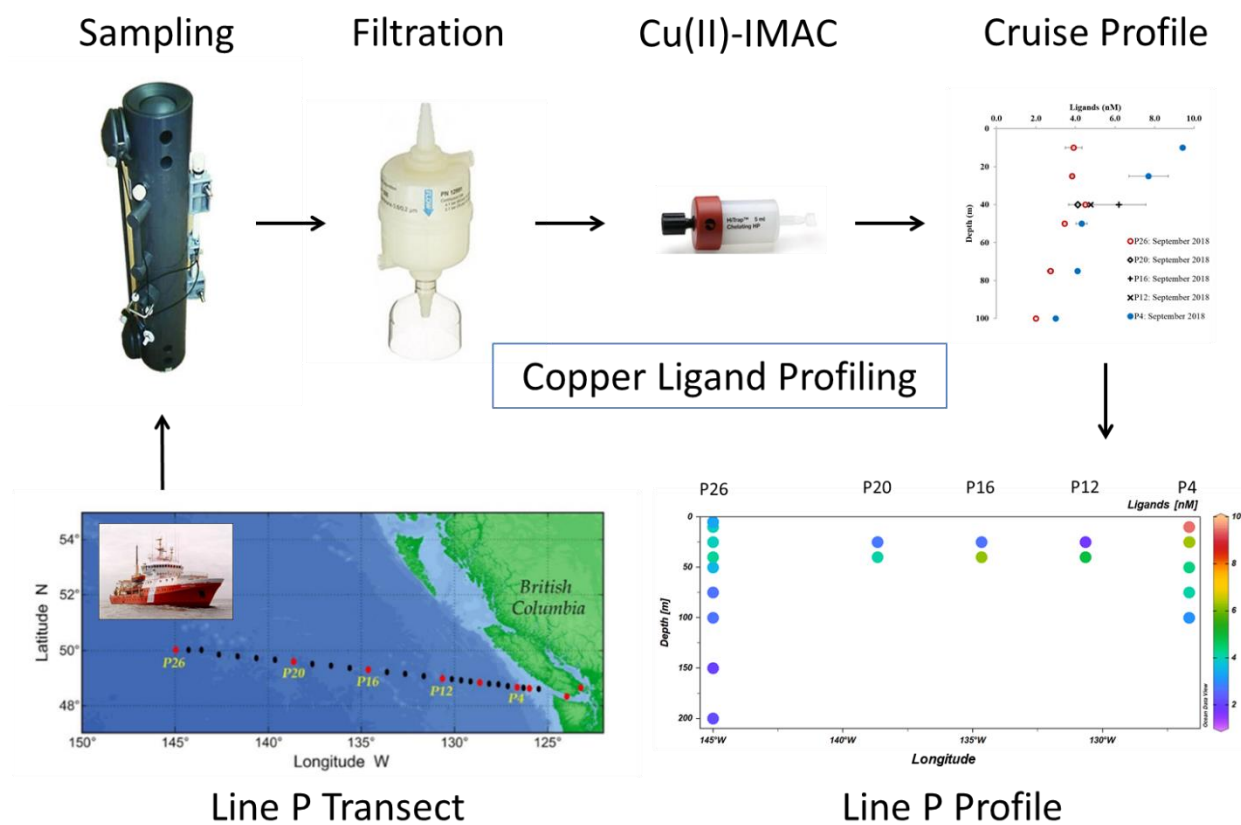 Sampling
Filtration
Cu(II)-IMAC
Cruise Profile
PN 12991
HiTrap™ 5 ml
Chelating HP
Ligands (nM)
2.0 4.0 6.0 8.0 10.0
Depth (m)
0
20
40
60
80
100
P26: September 2018
P20: September 2018
P16: September 2018
P12: September 2018
P4: September 2018
Copper Ligand Profiling
Latitude N
54°
52°
50°
48°
British
Columbia
P26
P20
P16
P12
P4
150° 145° 140° 135° 130° 125°
Longitude W
Line P Transect
P26 P20 P16 P12 P4
Ligands [nM]
Depth [m]
0
50
100
150
200
145°W 140°W 135°W 130°W
Longitude
10
8
6
4
2
Ocean Data View
Line P Profile